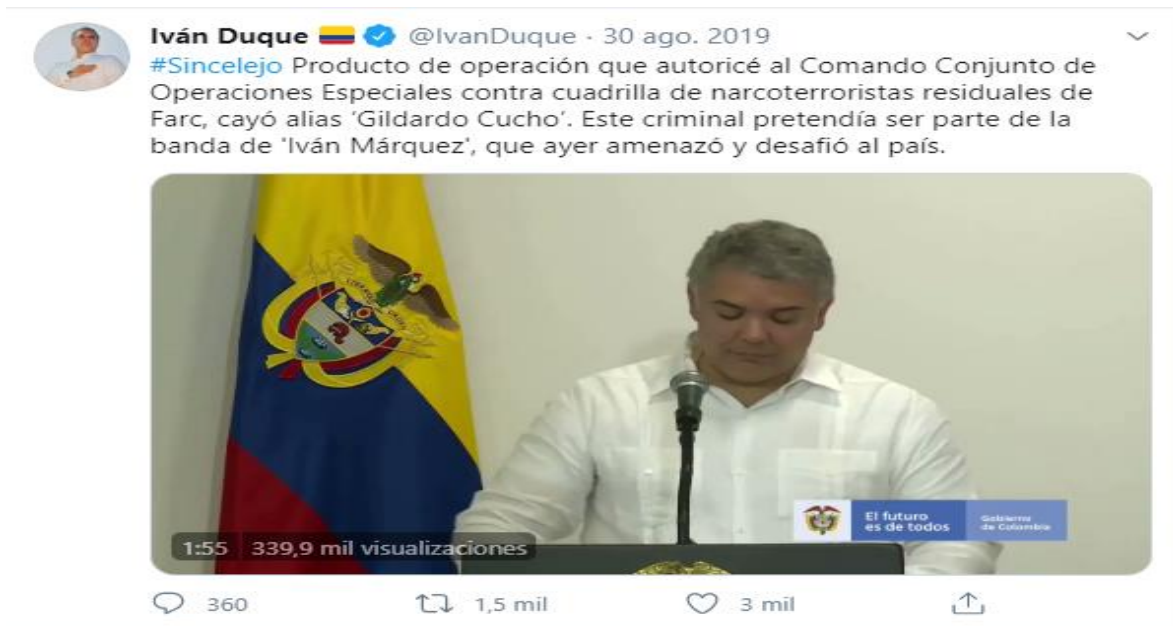 Iván Duque @IvanDuque · 30 ago. 2019
#Sincelejo Producto de operación que autoricé al Comando Conjunto de
Operaciones Especiales contra cuadrilla de narcoterroristas residuales de
Farc, cayó alias ‘Gildardo Cucho’. Este criminal pretendía ser parte de la
banda de 'Iván Márquez', que ayer amenazó y desafió al país.
El futuro
es de todos
Gobierno
de Colombia
1:55 339,9 mil visualizaciones
360 1,5 mil 3 mil